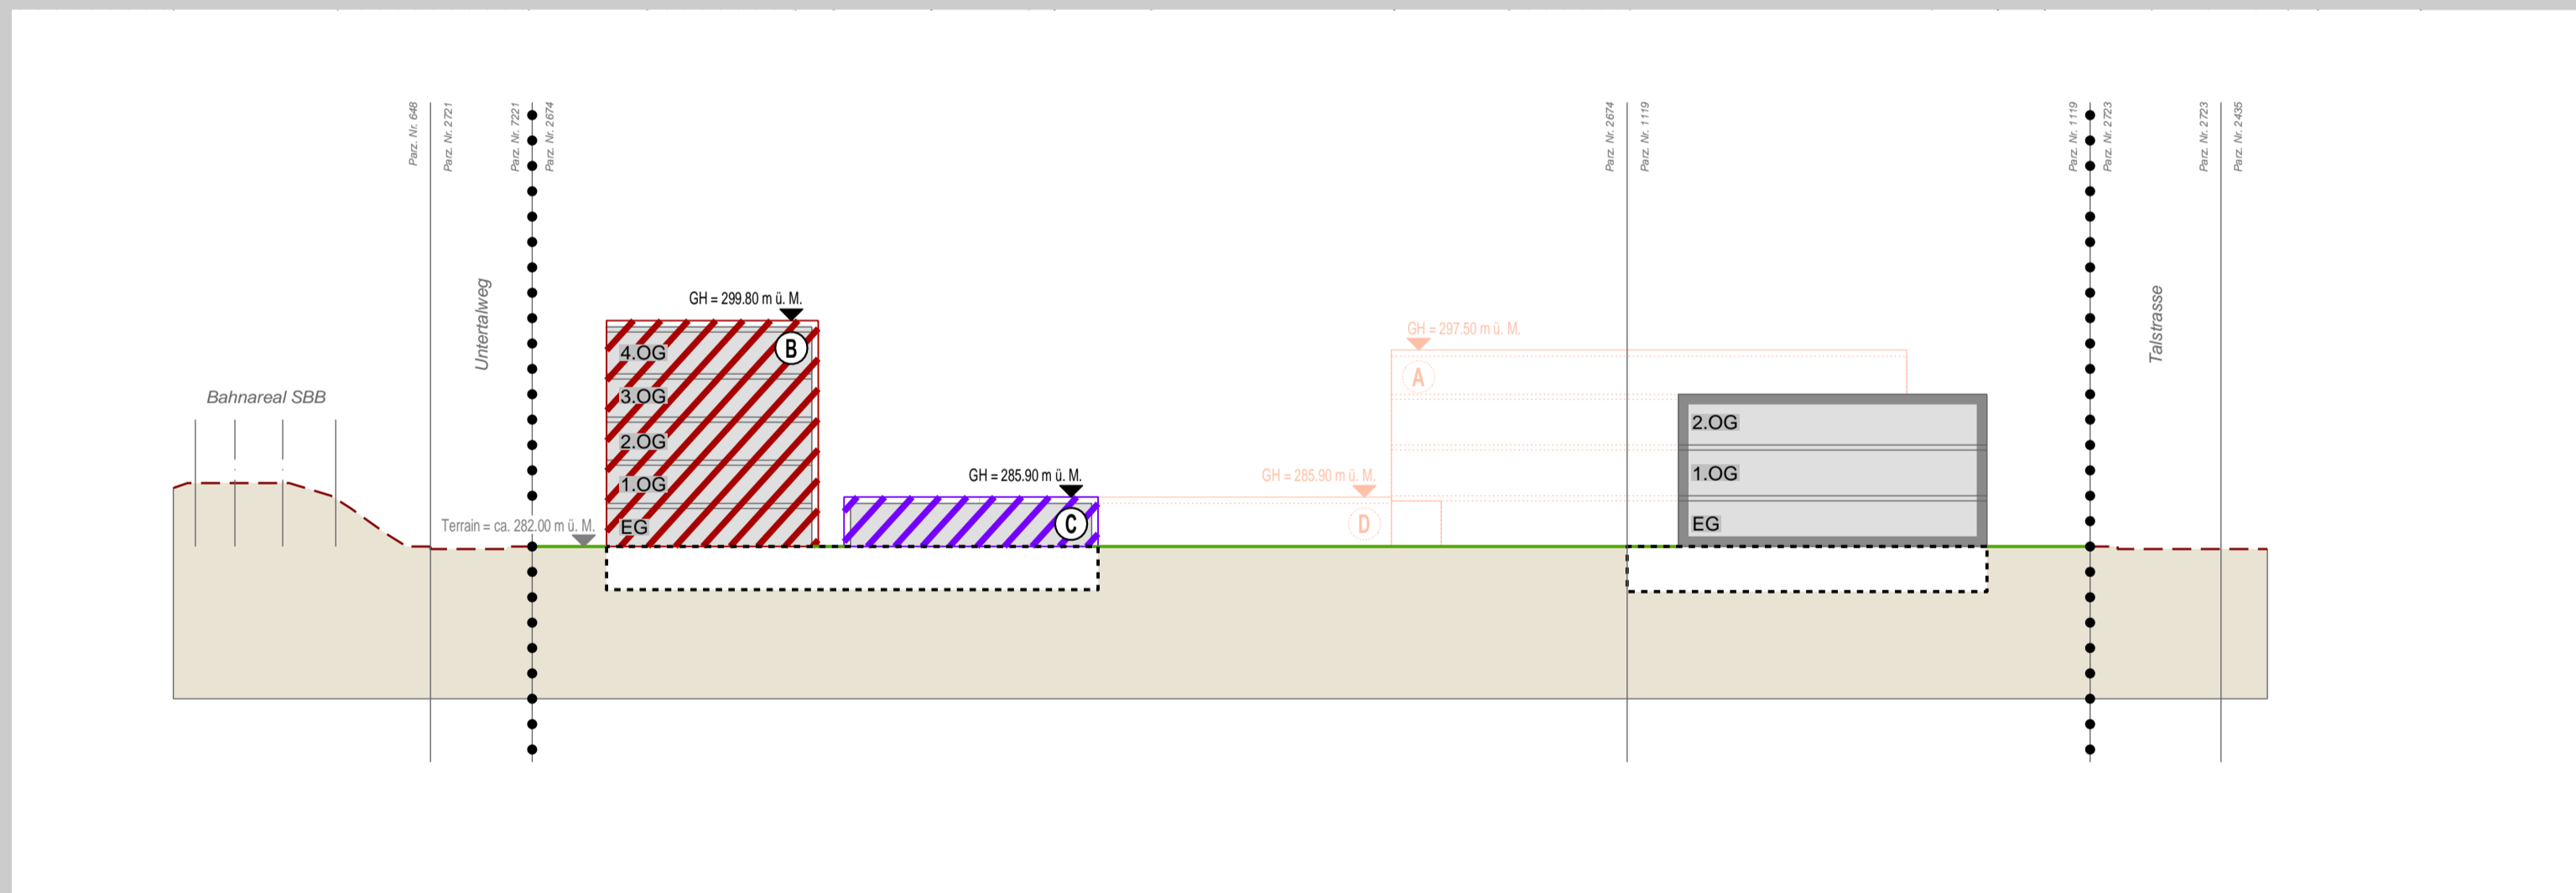 Parz. Nr. 648
Parz. Nr. 2721
Parz. Nr. 7221
Parz. Nr. 2674
Parz. Nr. 2674
Parz. Nr. 1119
Parz. Nr. 1119
Parz. Nr. 2723
Parz. Nr. 2723
Parz. Nr. 2435
Untertalweg
Talstrasse
GH = 299.80 m ü. M.
B
4.OG
3.OG
2.OG
1.OG
EG
GH = 297.50 m ü. M.
A
Bahnareal SBB
2.OG
1.OG
EG
GH = 285.90 m ü. M.
C
GH = 285.90 m ü. M.
D
Terrain = ca. 282.00 m ü. M.